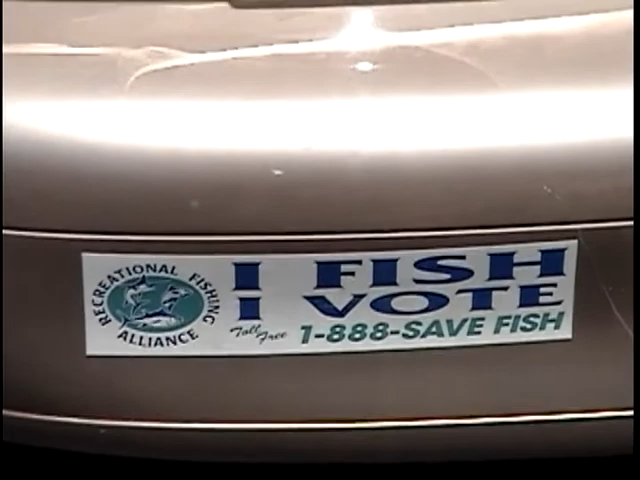 RECREATIONAL FISHING
ALLIANCE
I FISH
I VOTE
Toll Free 1-888-SAVE FISH